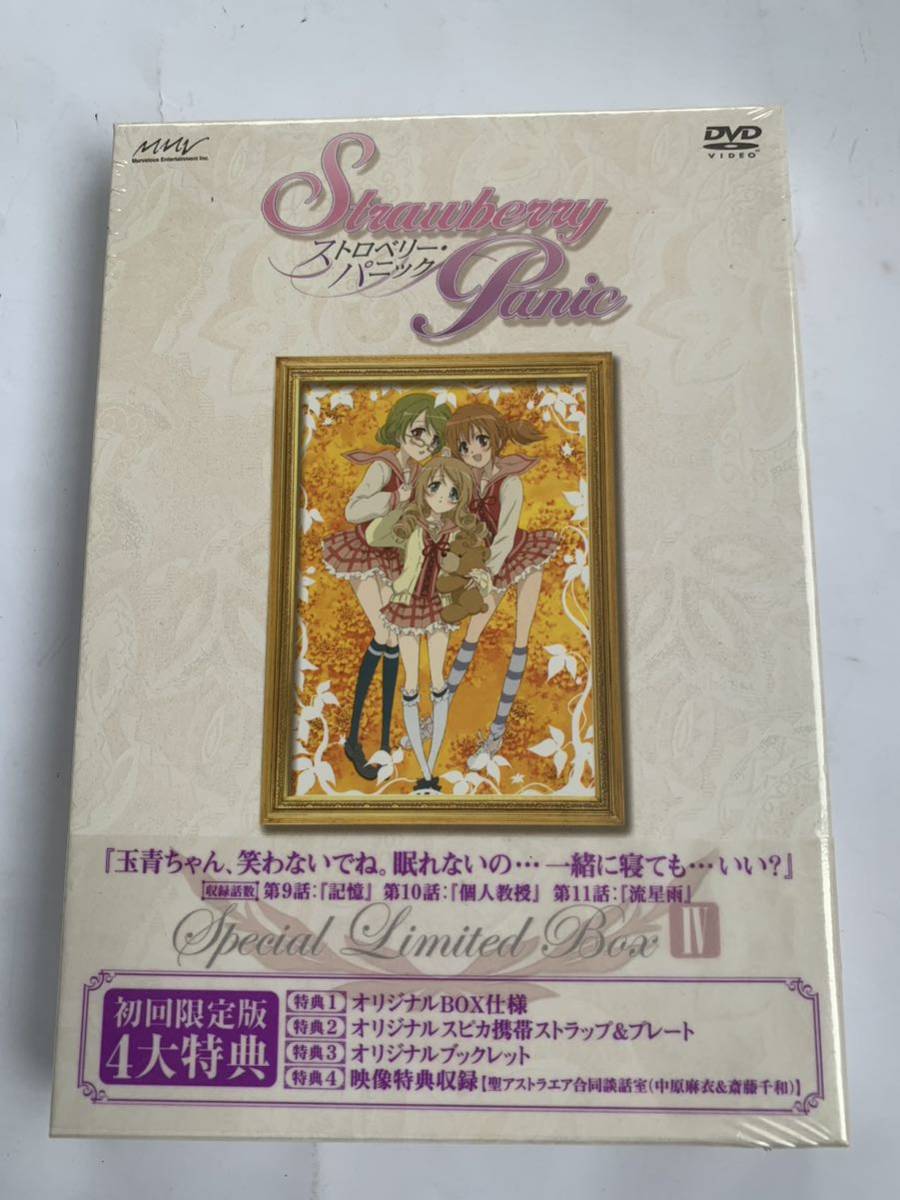 MMV
Marvelous Entertainment Inc.
DVD
VIDEO
Strawberry
ストロベリー・
パニック
Panic
『玉青ちゃん、笑わないでね。眠れないの…一緒に寝ても…いい?』
収録話数 第9話:『記憶』 第10話:『個人教授』 第11話:『流星雨』
Special Limited Box IV
初回限定版
4大特典
特典1 オリジナルBOX仕様
特典2 オリジナル スピカ携帯ストラップ&プレート
特典3 オリジナルブックレット
特典4 映像特典収録【聖アストラエア合同談話室(中原麻衣&斎藤千和)】